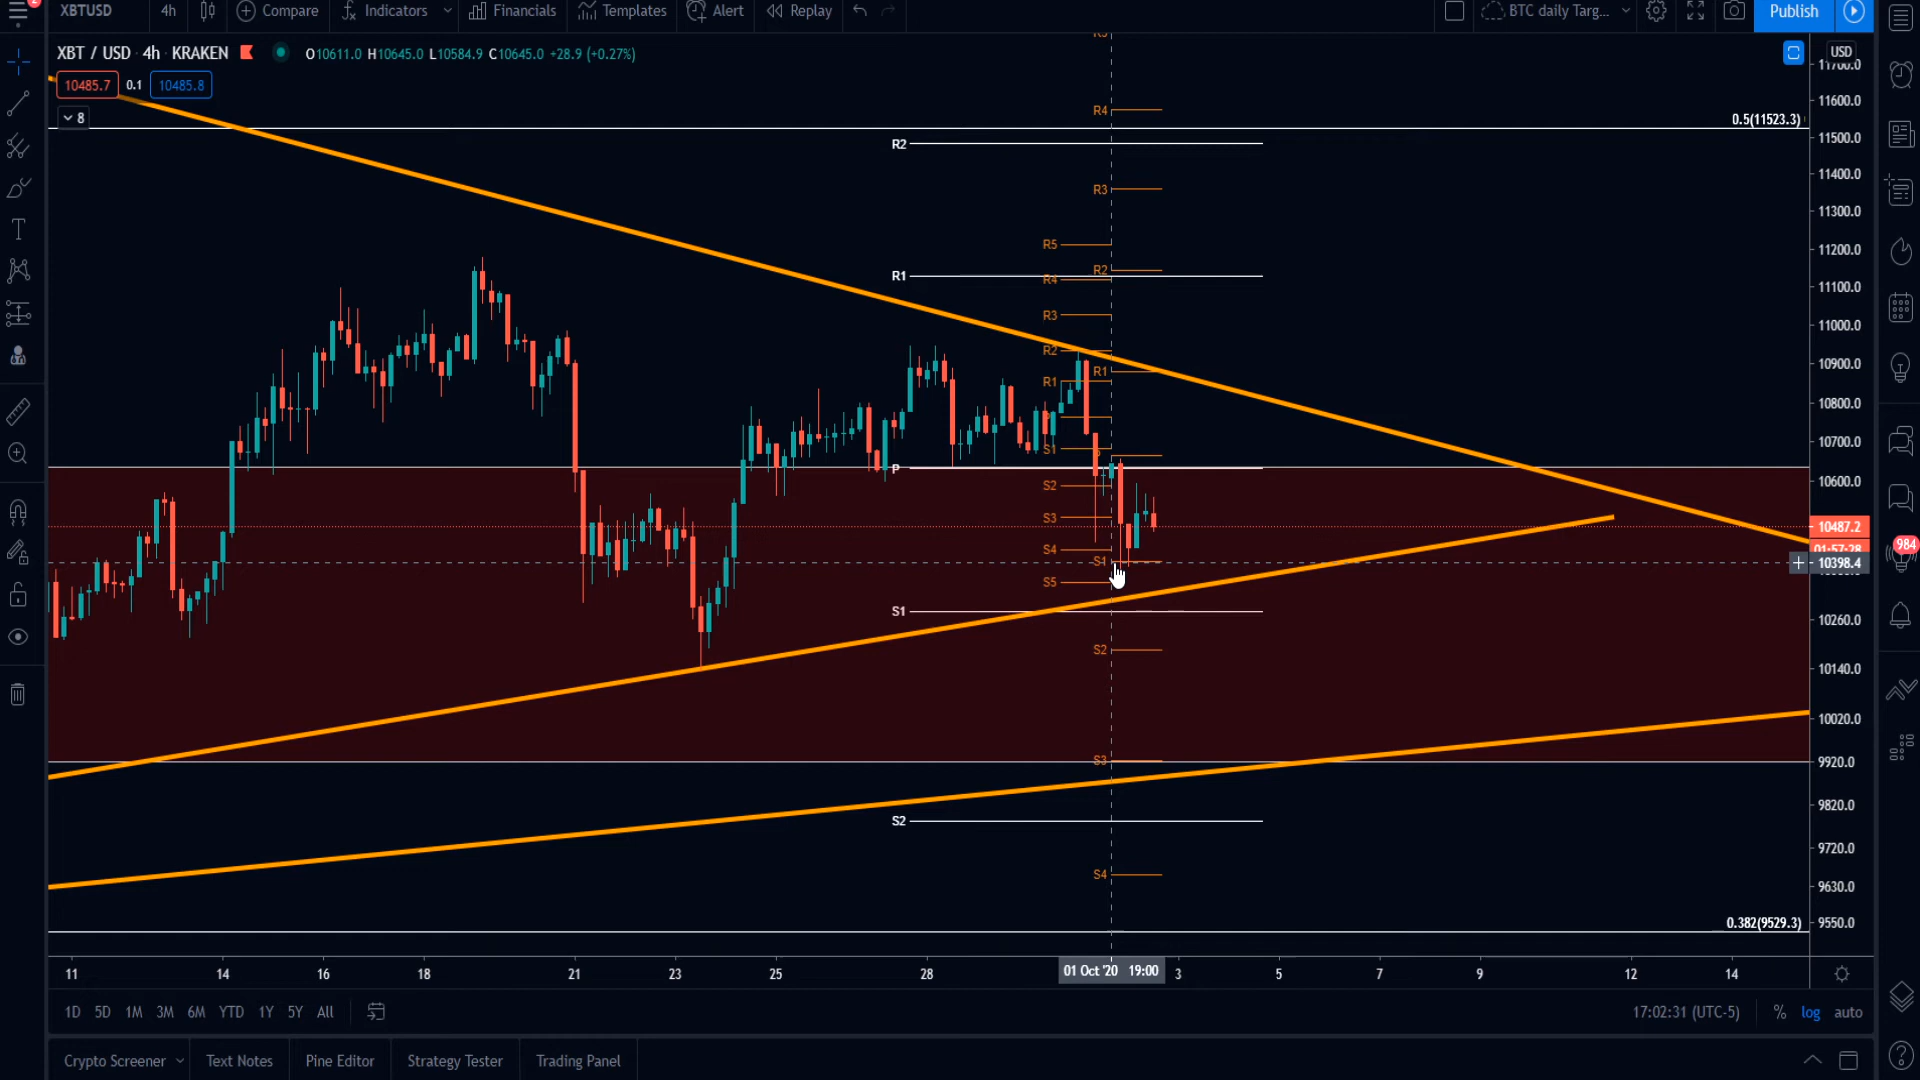 XBTUSD 4h Compare Indicators Financials Templates Alert Replay BTC daily Targ... Publish
XBT / USD · 4h · KRAKEN O10611.0 H10645.0 L10584.9 C10645.0 +28.9 (+0.27%)
USD
10485.7 0.1 10485.8
8
11700.0
11600.0
11500.0
11400.0
11300.0
11200.0
11100.0
11000.0
10900.0
10800.0
10700.0
10600.0
10487.2
01:57:28
10398.4
10260.0
10140.0
10020.0
9920.0
9820.0
9720.0
9630.0
9550.0
984
0.5(11523.3)
0.382(9529.3)
R2
R1
P
S1
S2
R5
R4
R3
R2
R1
S1
S2
S3
S4
S5
R4
R3
R2
R1
S1
S2
S3
S4
11 14 16 18 21 23 25 28 01 Oct '20 19:00 3 5 7 9 12 14
1D 5D 1M 3M 6M YTD 1Y 5Y All 17:02:31 (UTC-5) % log auto
Crypto Screener Text Notes Pine Editor Strategy Tester Trading Panel